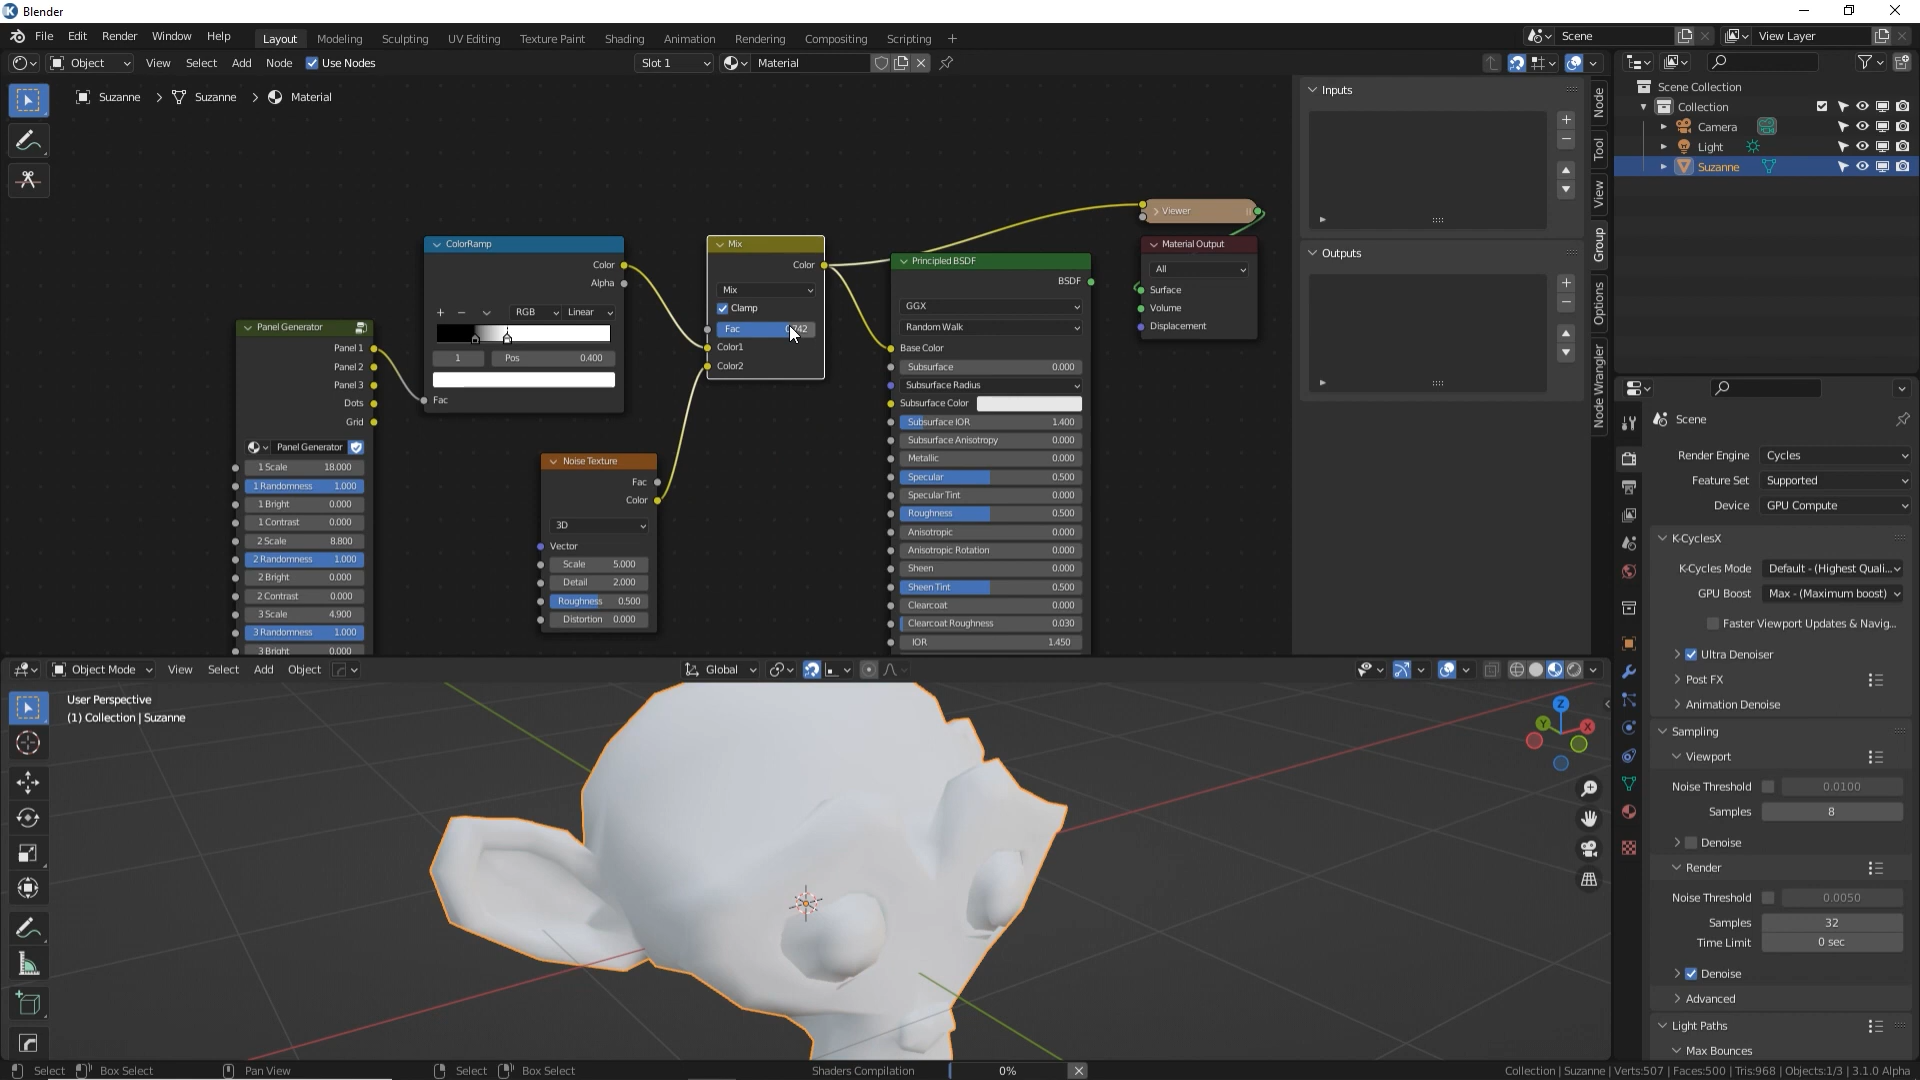 Blender
File Edit Render Window Help
Layout Modeling Sculpting UV Editing Texture Paint Shading Animation Rendering Compositing Scripting +
Scene
View Layer
Object View Select Add Node Use Nodes
Slot 1 Material
Suzanne > Suzanne > Material
Panel Generator
Panel 1
Panel 2
Panel 3
Dots
Grid
Panel Generator
1 Scale 18.000
1 Randomness 1.000
1 Bright 0.000
1 Contrast 0.000
2 Scale 8.800
2 Randomness 1.000
2 Bright 0.000
2 Contrast 0.000
3 Scale 4.900
3 Randomness 1.000
3 Bright 0.000
ColorRamp
Color
Alpha
RGB Linear
1 Pos 0.400
Fac
Noise Texture
Fac
Color
3D
Vector
Scale 5.000
Detail 2.000
Roughness 0.500
Distortion 0.000
Mix
Color
Mix
Clamp
Fac
Color1
Color2
Principled BSDF
BSDF
GGX
Random Walk
Base Color
Subsurface 0.000
Subsurface Radius
Subsurface Color
Subsurface IOR 1.400
Subsurface Anisotropy 0.000
Metallic 0.000
Specular 0.500
Specular Tint 0.000
Roughness 0.500
Anisotropic 0.000
Anisotropic Rotation 0.000
Sheen 0.000
Sheen Tint 0.500
Clearcoat 0.000
Clearcoat Roughness 0.030
IOR 1.450
Viewer
Material Output
All
Surface
Volume
Displacement
Inputs
Outputs
Node
Tool
View
Group
Options
Node Wrangler
Scene Collection
Collection
Camera
Light
Suzanne
Scene
Render Engine Cycles
Feature Set Supported
Device GPU Compute
K-CyclesX
K-Cycles Mode Default - (Highest Quali...
GPU Boost Max - (Maximum boost)
Faster Viewport Updates & Navig...
Ultra Denoiser
Post FX
Animation Denoise
Sampling
Viewport
Noise Threshold 0.0100
Samples 8
Denoise
Render
Noise Threshold 0.0050
Samples 32
Time Limit 0 sec
Denoise
Advanced
Light Paths
Max Bounces
Object Mode View Select Add Object
Global
User Perspective
(1) Collection | Suzanne
Z
Y
X
Select Box Select Pan View Select Box Select Shaders Compilation 0%
Collection | Suzanne | Verts:507 | Faces:500 | Tris:968 | Objects:1/3 | 3.1.0 Alpha